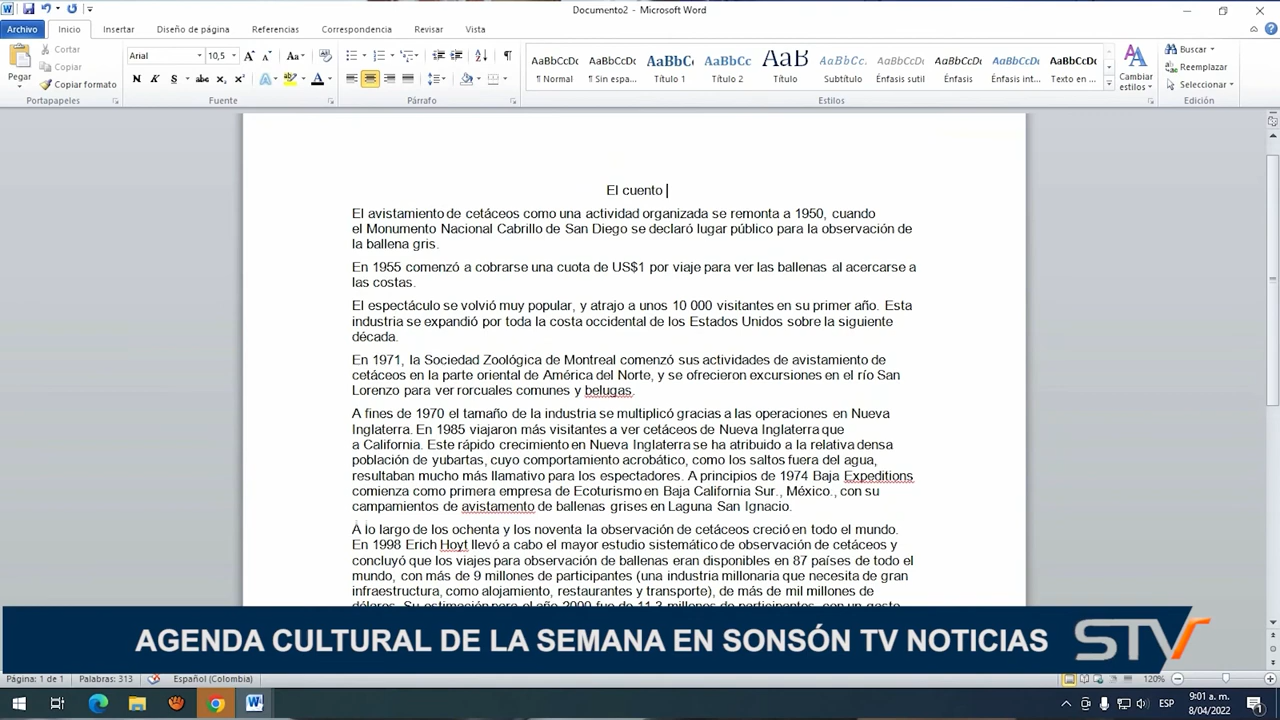 Documento2 - Microsoft Word
Archivo Inicio Insertar Diseño de página Referencias Correspondencia Revisar Vista
Pegar
Cortar
Copiar
Copiar formato
Portapapeles
Arial 10,5
Fuente
Párrafo
AaBbCcDc AaBbCcDc AaBbC AaBbCc AaB AaBbCc. AaBbCcDc AaBbCcDc AaBbCcDc AaBbCcDc
¶ Normal ¶ Sin espa... Título 1 Título 2 Título Subtítulo Énfasis sutil Énfasis Énfasis int... Texto en ...
Estilos
Cambiar
estilos
Buscar
Reemplazar
Seleccionar
Edición
El cuento
El avistamiento de cetáceos como una actividad organizada se remonta a 1950, cuando
el Monumento Nacional Cabrillo de San Diego se declaró lugar público para la observación de
la ballena gris.
En 1955 comenzó a cobrarse una cuota de US$1 por viaje para ver las ballenas al acercarse a
las costas.
El espectáculo se volvió muy popular, y atrajo a unos 10 000 visitantes en su primer año. Esta
industria se expandió por toda la costa occidental de los Estados Unidos sobre la siguiente
década.
En 1971, la Sociedad Zoológica de Montreal comenzó sus actividades de avistamiento de
cetáceos en la parte oriental de América del Norte, y se ofrecieron excursiones en el río San
Lorenzo para ver rorcuales comunes y belugas.
A fines de 1970 el tamaño de la industria se multiplicó gracias a las operaciones en Nueva
Inglaterra. En 1985 viajaron más visitantes a ver cetáceos de Nueva Inglaterra que
a California. Este rápido crecimiento en Nueva Inglaterra se ha atribuido a la relativa densa
población de yubartas, cuyo comportamiento acrobático, como los saltos fuera del agua,
resultaban mucho más llamativo para los espectadores. A principios de 1974 Baja Expeditions
comienza como primera empresa de Ecoturismo en Baja California Sur., México., con su
campamientos de avistamento de ballenas grises en Laguna San Ignacio.
A lo largo de los ochenta y los noventa la observación de cetáceos creció en todo el mundo.
En 1998 Erich Hoyt llevó a cabo el mayor estudio sistemático de observación de cetáceos y
concluyó que los viajes para observación de ballenas eran disponibles en 87 países de todo el
mundo, con más de 9 millones de participantes (una industria millonaria que necesita de gran
infraestructura, como alojamiento, restaurantes y transporte), de más de mil millones de
dólares. Su estimación para el año 2000 fue de 11,3 millones de participantes, con un gasto
AGENDA CULTURAL DE LA SEMANA EN SONSÓN TV NOTICIAS
STV
Página: 1 de 1 Palabras: 313 Español (Colombia) 120%
ESP
9:01 a. m.
8/04/2022